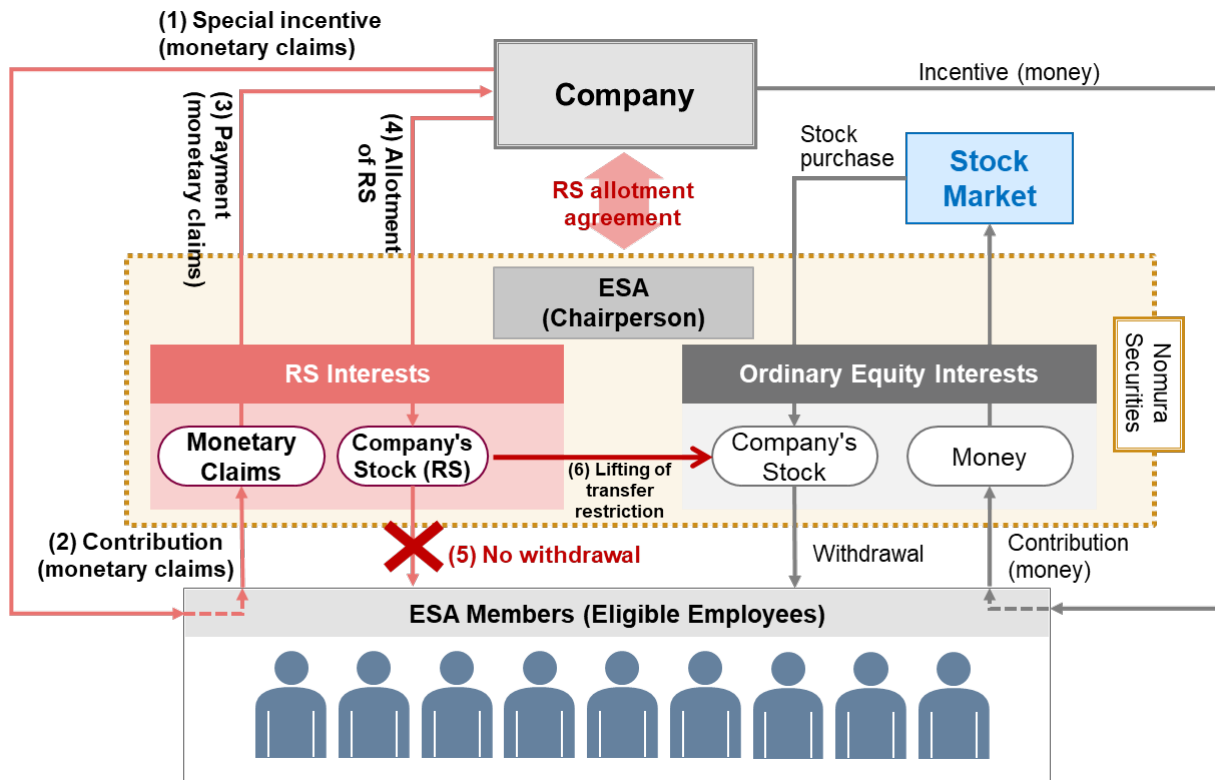 (1) Special incentive
(monetary claims)
Company
Incentive (money)
(3) Payment
(monetary claims)
(4) Allotment
of RS
RS allotment
agreement
Stock
purchase
Stock
Market
ESA
(Chairperson)
Nomura
Securities
RS Interests
Ordinary Equity Interests
Monetary
Claims
Company's
Stock (RS)
(6) Lifting of
transfer
restriction
Company's
Stock
Money
(2) Contribution
(monetary claims)
(5) No withdrawal
Withdrawal
Contribution
(money)
ESA Members (Eligible Employees)